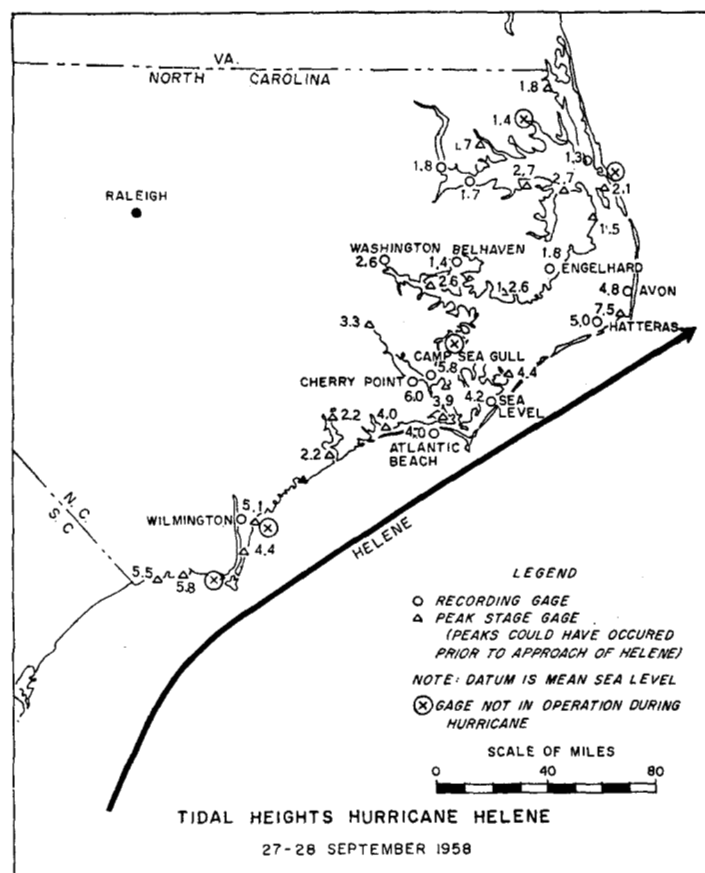 VA.
NORTH CAROLINA
1.8
1.4
1.7
1.3
1.8
1.7
2.7
2.7
2.1
RALEIGH
1.5
WASHINGTON BELHAVEN
2.6
1.4
1.8
ENGELHARD
2.6
2.6
4.8
AVON
7.5
5.0
HATTERAS
3.3
CAMP SEA GULL
5.8
4.4
CHERRY POINT
6.0
3.9
4.2
SEA
LEVEL
2.2
4.0
4.0
ATLANTIC
BEACH
2.2
N.C.
S.C
WILMINGTON
5.1
4.4
HELENE
5.5
5.8
LEGEND
RECORDING GAGE
PEAK STAGE GAGE
(PEAKS COULD HAVE OCCURED
PRIOR TO APPROACH OF HELENE)
NOTE: DATUM IS MEAN SEA LEVEL
GAGE NOT IN OPERATION DURING
HURRICANE
SCALE OF MILES
0 40 80
TIDAL HEIGHTS HURRICANE HELENE
27-28 SEPTEMBER 1958